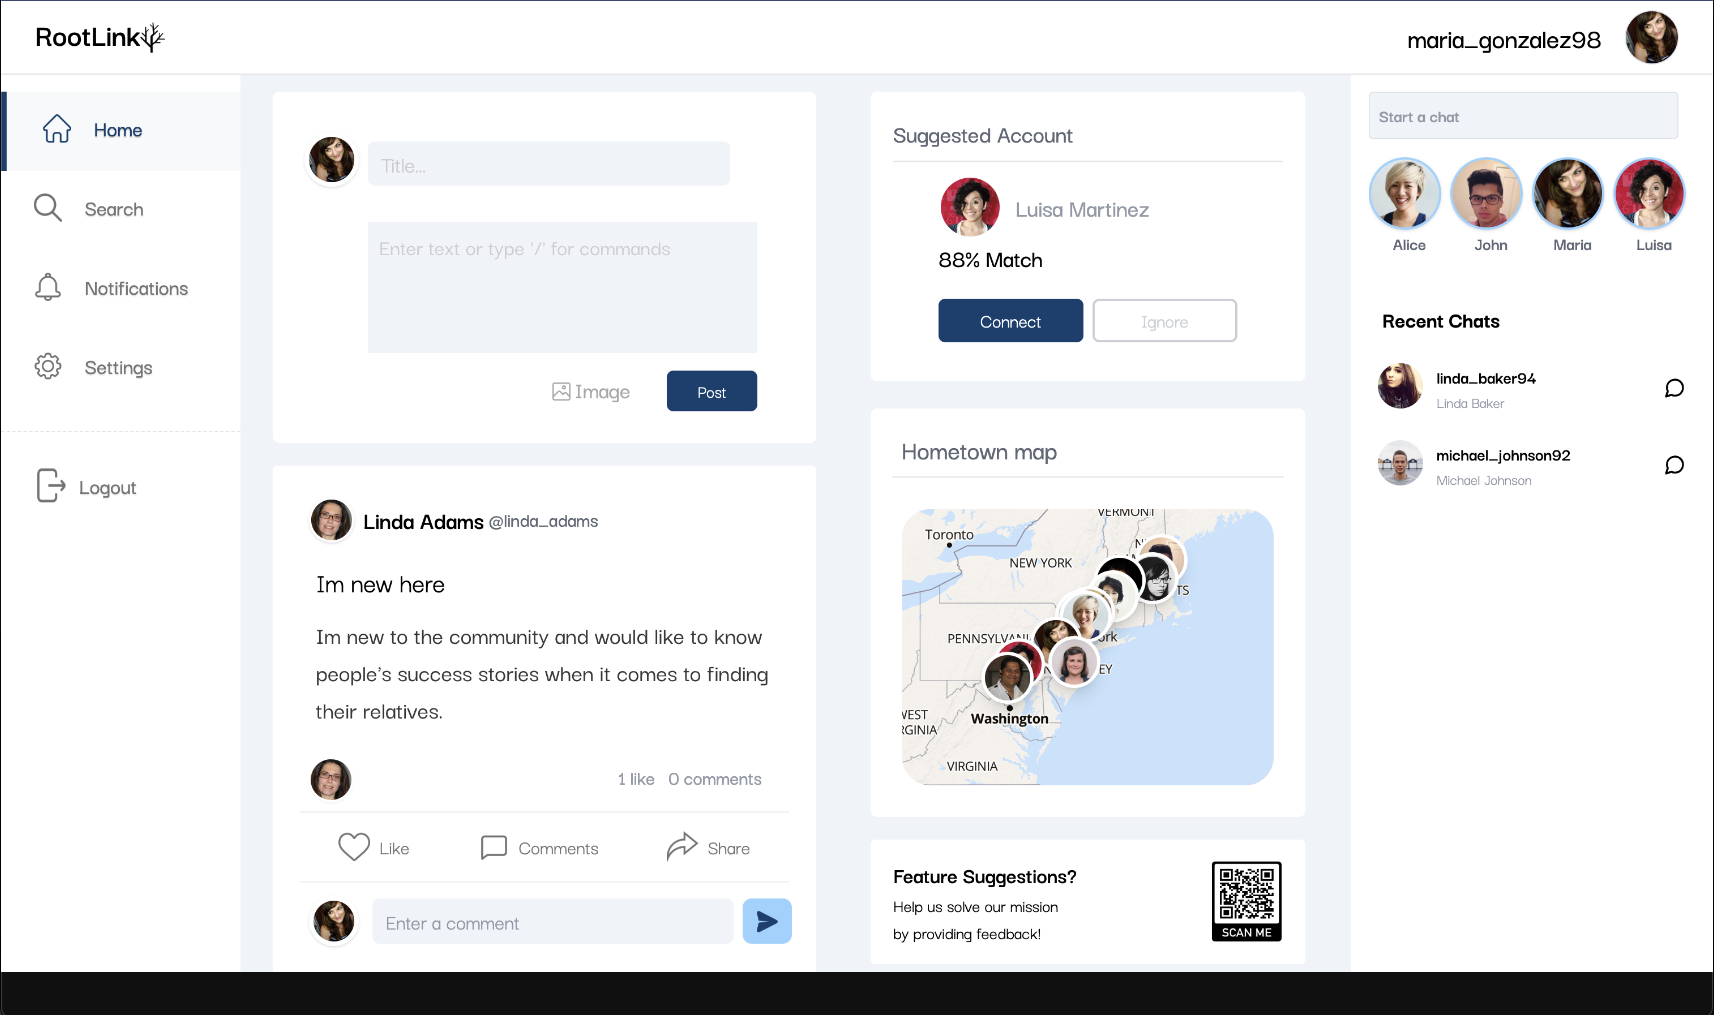 RootLink
maria_gonzalez98
Home
Search
Notifications
Settings
Logout
Title...
Enter text or type '/' for commands
Image
Post
Linda Adams @linda_adams
Im new here
Im new to the community and would like to know
people's success stories when it comes to finding
their relatives.
1 like 0 comments
Like
Comments
Share
Enter a comment
Suggested Account
Luisa Martinez
88% Match
Connect
Ignore
Hometown map
VERMONT
Toronto
NEW YORK
PENNSYLVANI
ork
EY
TS
Washington
WEST
RGINIA
VIRGINIA
Feature Suggestions?
Help us solve our mission
by providing feedback!
SCAN ME
Start a chat
Alice
John
Maria
Luisa
Recent Chats
linda_baker94
Linda Baker
michael_johnson92
Michael Johnson